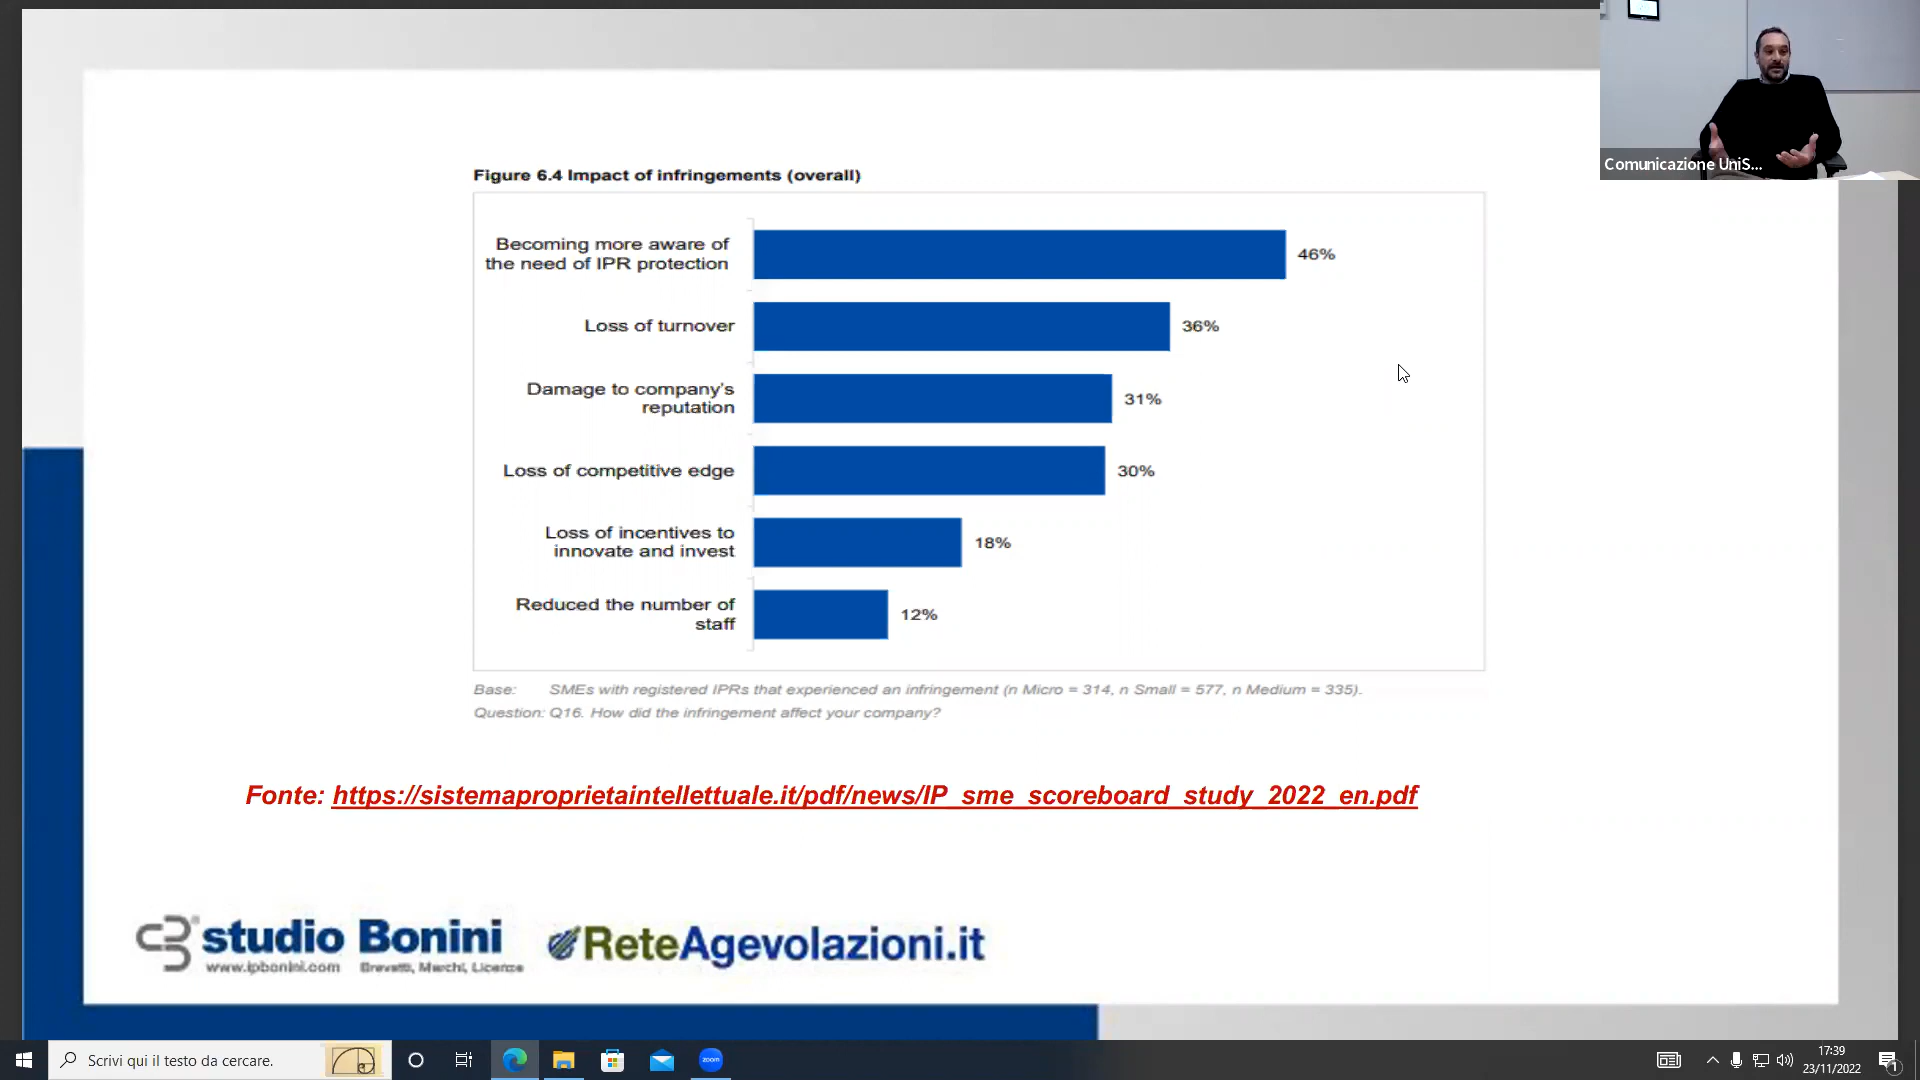 Comunicazione UniS...
Figure 6.4 Impact of infringements (overall)
Becoming more aware of
the need of IPR protection
46%
Loss of turnover
36%
Damage to company's
reputation
31%
Loss of competitive edge
30%
Loss of incentives to
innovate and invest
18%
Reduced the number of
staff
12%
Base: SMEs with registered IPRs that experienced an infringement (n Micro = 314, n Small = 577, n Medium = 335).
Question: Q16. How did the infringement affect your company?
Fonte: https://sistemaproprietaintellettuale.it/pdf/news/IP_sme_scoreboard_study_2022_en.pdf
studio Bonini
www.ipbonini.com Brevetti, Marchi, Licenze
ReteAgevolazioni.it
Scrivi qui il testo da cercare.
zoom
17:39
23/11/2022
1